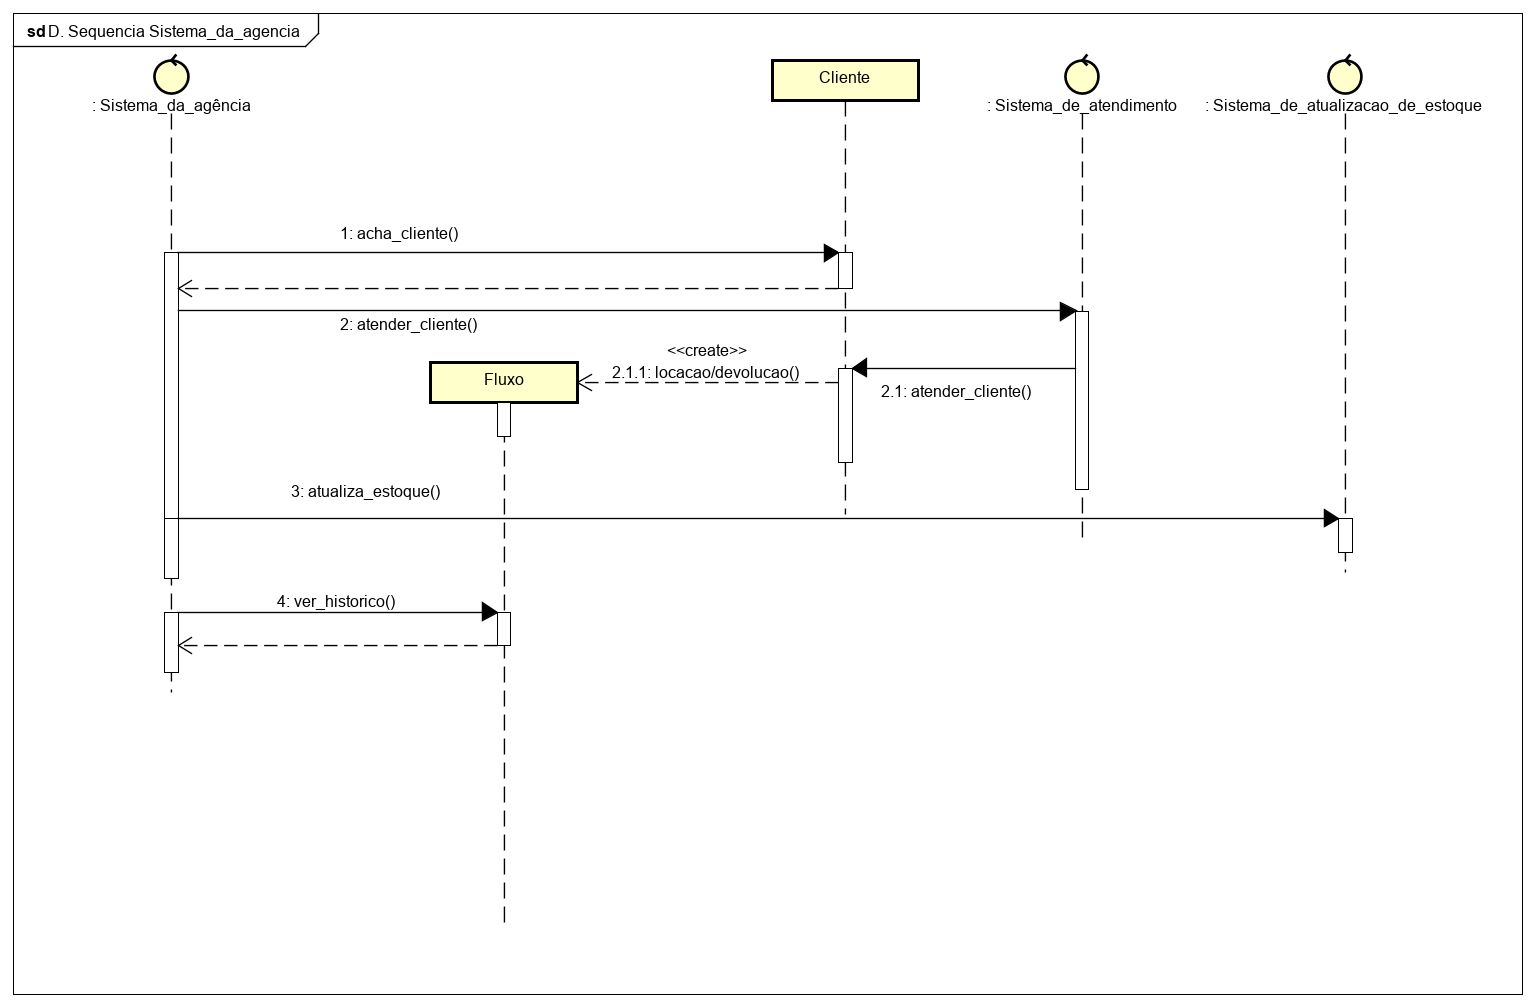 sd D. Sequencia Sistema_da_agencia
: Sistema_da_agência
Cliente
: Sistema_de_atendimento
: Sistema_de_atualizacao_de_estoque
1: acha_cliente()
2: atender_cliente()
<<create>>
2.1.1: locacao/devolucao()
Fluxo
2.1: atender_cliente()
3: atualiza_estoque()
4: ver_historico()